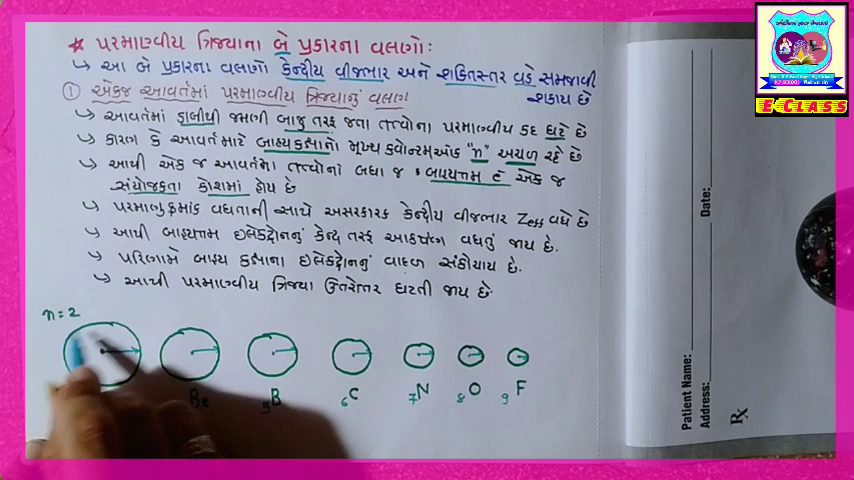 * પરમાણ્વીય ત્રિજ્યાના બે પ્રકારના વલણો:
↳ આ બે પ્રકારના વલણો કેન્દ્રીય વીજભાર અને શક્તિસ્તર વડે સમજાવી
શકાય છે
① એકજ આવર્તમાં પરમાણ્વીય ત્રિજ્યાનું વલણ
↳ આવર્તમાં ડાબીથી જમણી બાજુ તરફ જતા તત્ત્વોના પરમાણ્વીય કદ ઘટે છે
↳ કારણ કે આવર્ત માટે બાહ્યકક્ષાનો મુખ્ય ક્વોન્ટમ અંક "n" અચળ રહે છે
↳ આથી એક જ આવર્તમાં તત્ત્વોના બધા જ બાહ્યતમ e⁻ એક જ
સંયોજકતા કોશમાં હોય છે
↳ પરમાણુ ક્રમાંક વધતાની સાથે અસરકારક કેન્દ્રીય વીજભાર Zeff વધે છે
↳ આથી બાહ્યતમ ઇલેક્ટ્રોનનું કેન્દ્ર તરફ આકર્ષણ વધતું જાય છે.
↳ પરિણામે બાહ્ય કક્ષાના ઇલેક્ટ્રોનનું વાદળ સંકોચાય છે.
↳ આથી પરમાણ્વીય ત્રિજ્યા ઉત્તરોત્તર ઘટતી જાય છે
n = 2
Be ₅B ₆C ₇N ₈O ₉F
Patient Name:
Address: Date:
Rx
E CLASS